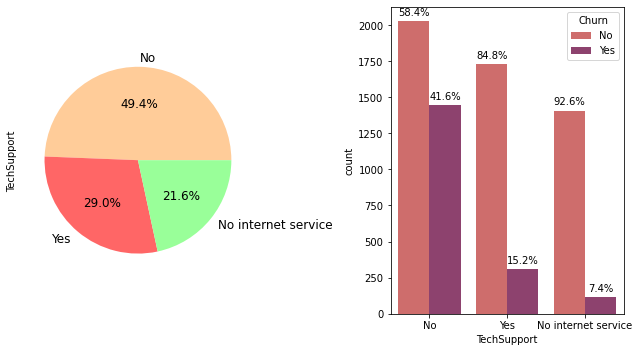 TechSupport
No
49.4%
29.0%
21.6%
Yes
No internet service
count
2000
1750
1500
1250
1000
750
500
250
0
58.4%
41.6%
84.8%
15.2%
92.6%
7.4%
Churn
No
Yes
No
Yes
No internet service
TechSupport